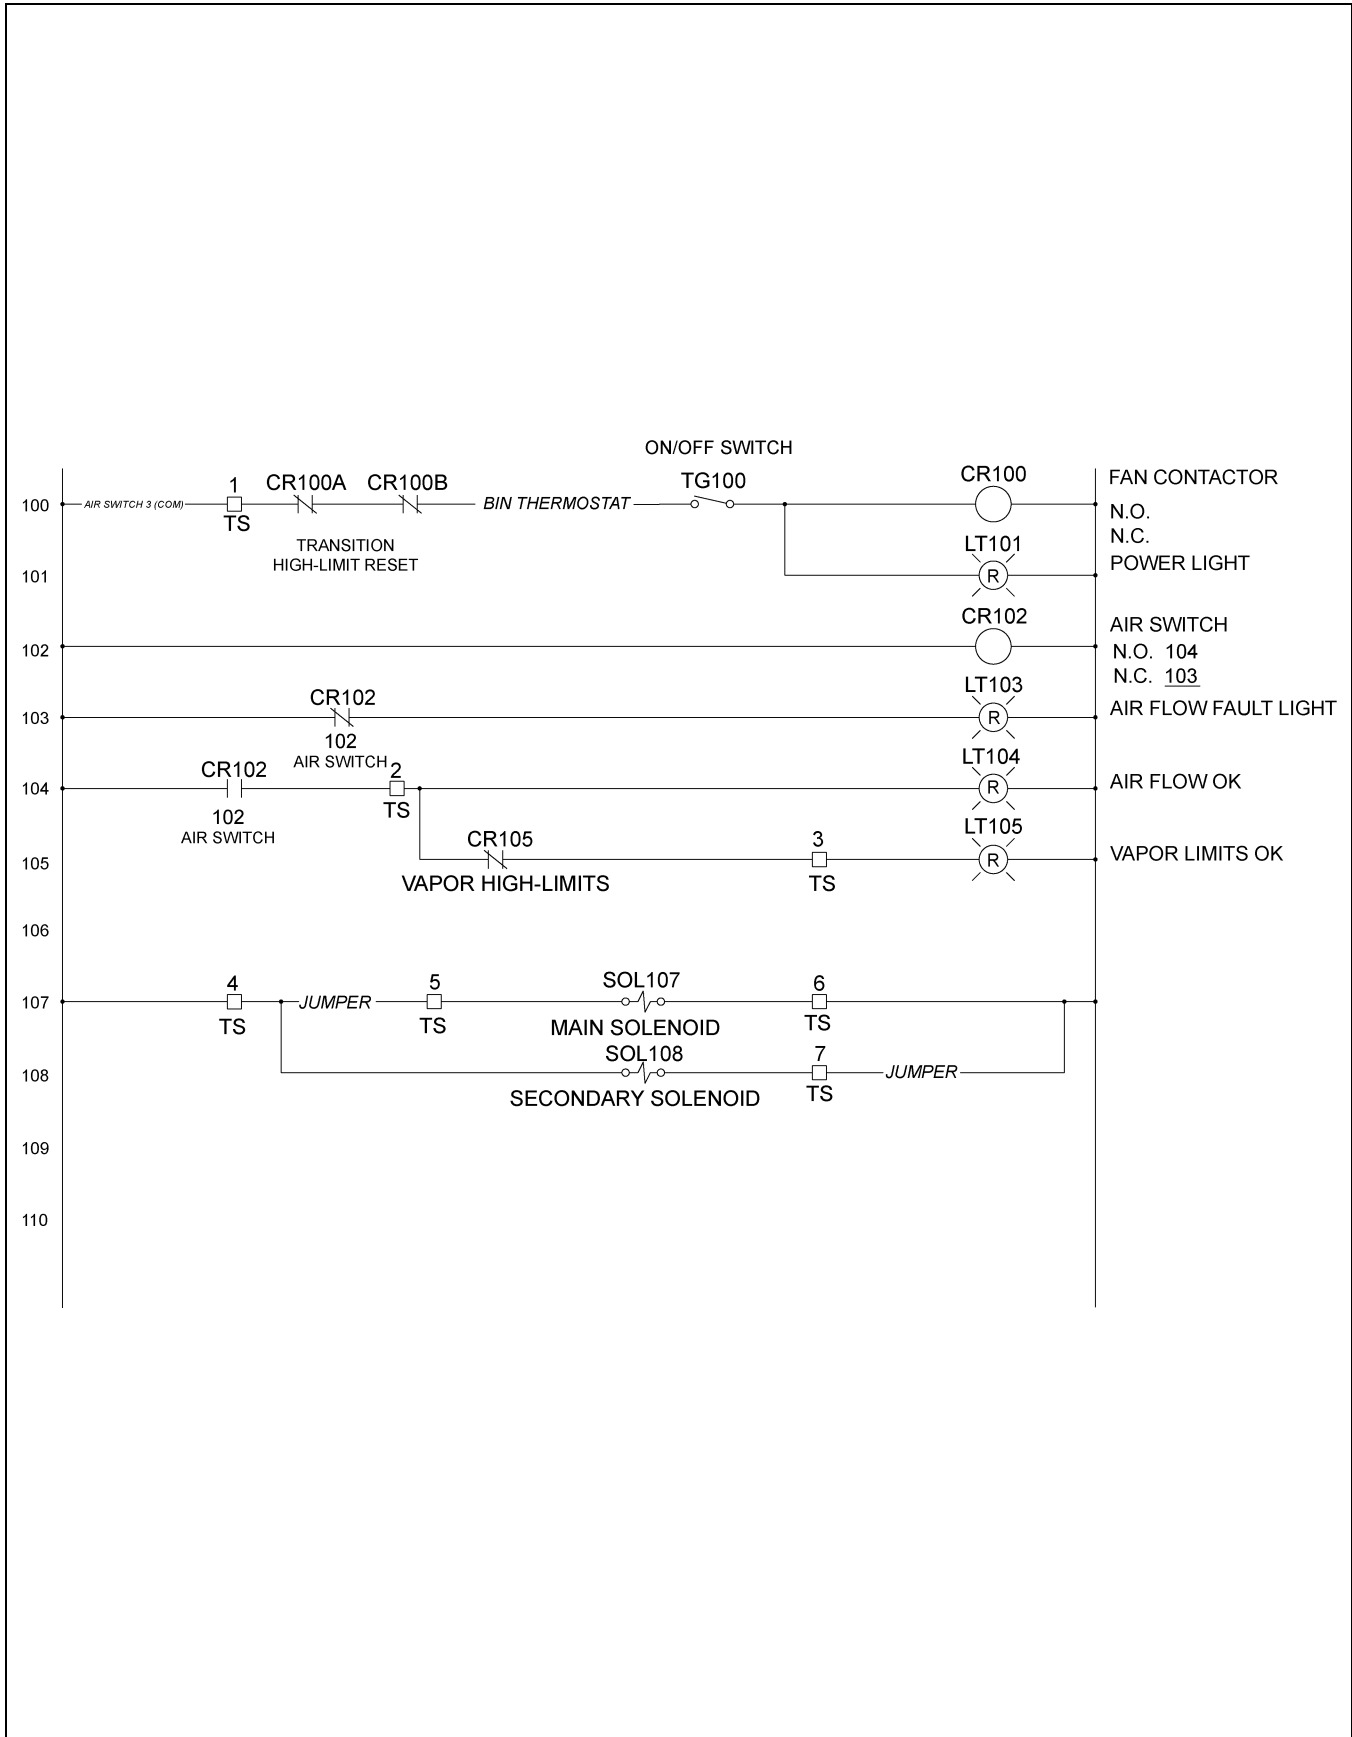 ON/OFF SWITCH
1 CR100A CR100B TG100 CR100 FAN CONTACTOR
100 AIR SWITCH 3 (COM) BIN THERMOSTAT N.O.
TS N.C.
TRANSITION LT101
HIGH-LIMIT RESET POWER LIGHT
101 R
CR102 AIR SWITCH
102 N.O. 104
N.C. 103
CR102 LT103
103 R AIR FLOW FAULT LIGHT
102
AIR SWITCH
CR102 2 LT104
104 R AIR FLOW OK
102 TS
AIR SWITCH
CR105 3 LT105
105 R VAPOR LIMITS OK
VAPOR HIGH-LIMITS TS
106
4 5 SOL107 6
107 JUMPER
TS TS MAIN SOLENOID TS
SOL108 7
108 JUMPER
SECONDARY SOLENOID TS
109
110